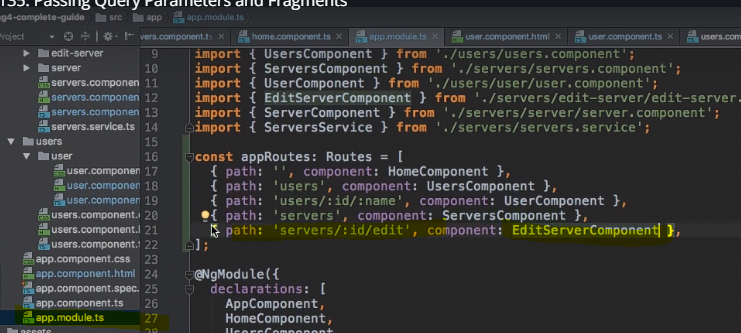 135. Passing Query Parameters and Fragments
ng4-complete-guide src app app.module.ts
Project
vers.component.ts home.component.ts app.module.ts user.component.html user.component.ts users.com
edit-server
server
servers.component
servers.component
servers.component
servers.service.ts
users
user
user.componen
user.componen
user.componen
users.component.c
users.component.h
users.component.t
app.component.css
app.component.html
app.component.spec.
app.component.ts
app.module.ts
assets
9 import { UsersComponent } from './users/users.component';
10 import { ServersComponent } from './servers/servers.component';
11 import { UserComponent } from './users/user/user.component';
12 import { EditServerComponent } from './servers/edit-server/edit-server.
13 import { ServerComponent } from './servers/server/server.component';
14 import { ServersService } from './servers/servers.service';
15
16 const appRoutes: Routes = [
17 { path: '', component: HomeComponent },
18 { path: 'users', component: UsersComponent },
19 { path: 'users/:id/:name', component: UserComponent },
20 { path: 'servers', component: ServersComponent },
21 { path: 'servers/:id/edit', component: EditServerComponent },
22 ];
23
24 @NgModule({
25 declarations: [
26 AppComponent,
27 HomeComponent,
28 UsersComponent